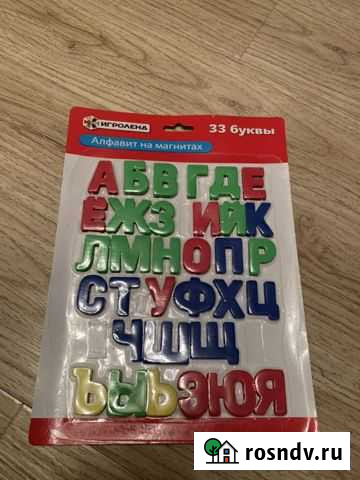 ИГРОЛЕНД
33 буквы
Алфавит на магнитах
АБВГДЕ
ЁЖЗИЙК
ЛМНОПР
СТУФХЦ
ЧШЩ
ЪЫЬЭЮЯ
rosndv.ru